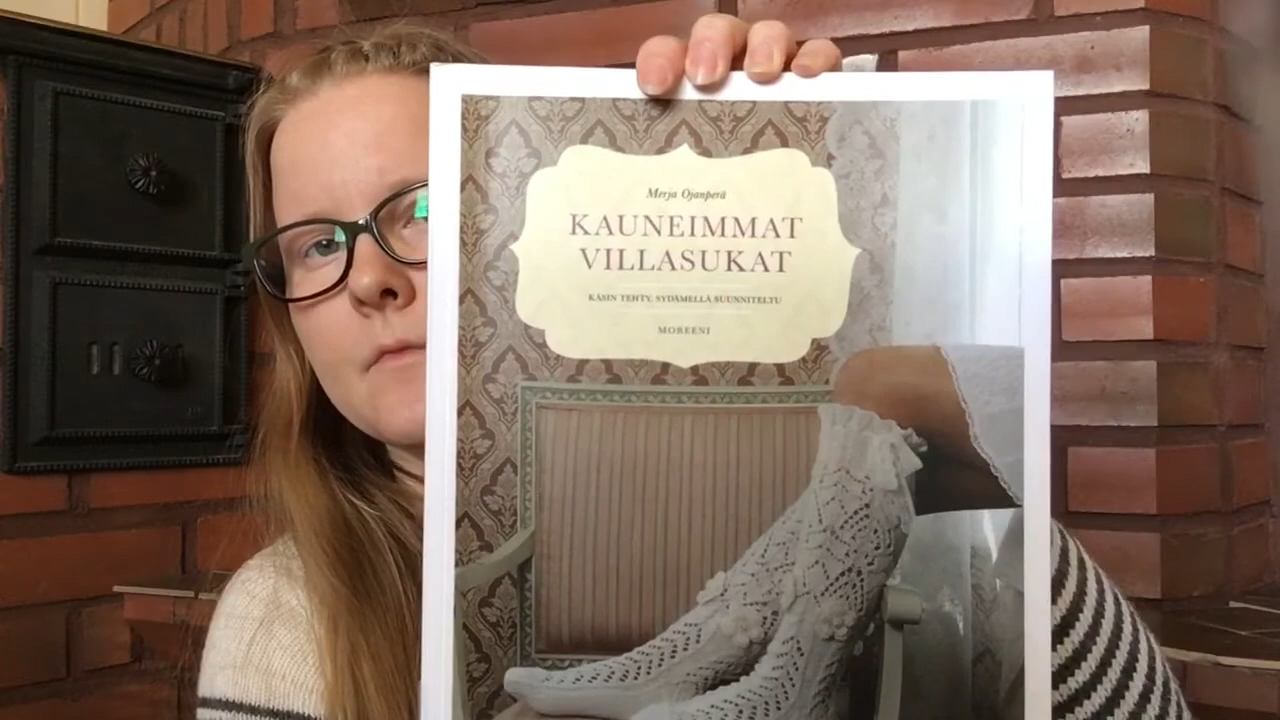 Merja Ojanperä
KAUNEIMMAT
VILLASUKAT
KÄSIN TEHTY, SYDÄMELLÄ SUUNNITELTU
MOREENI